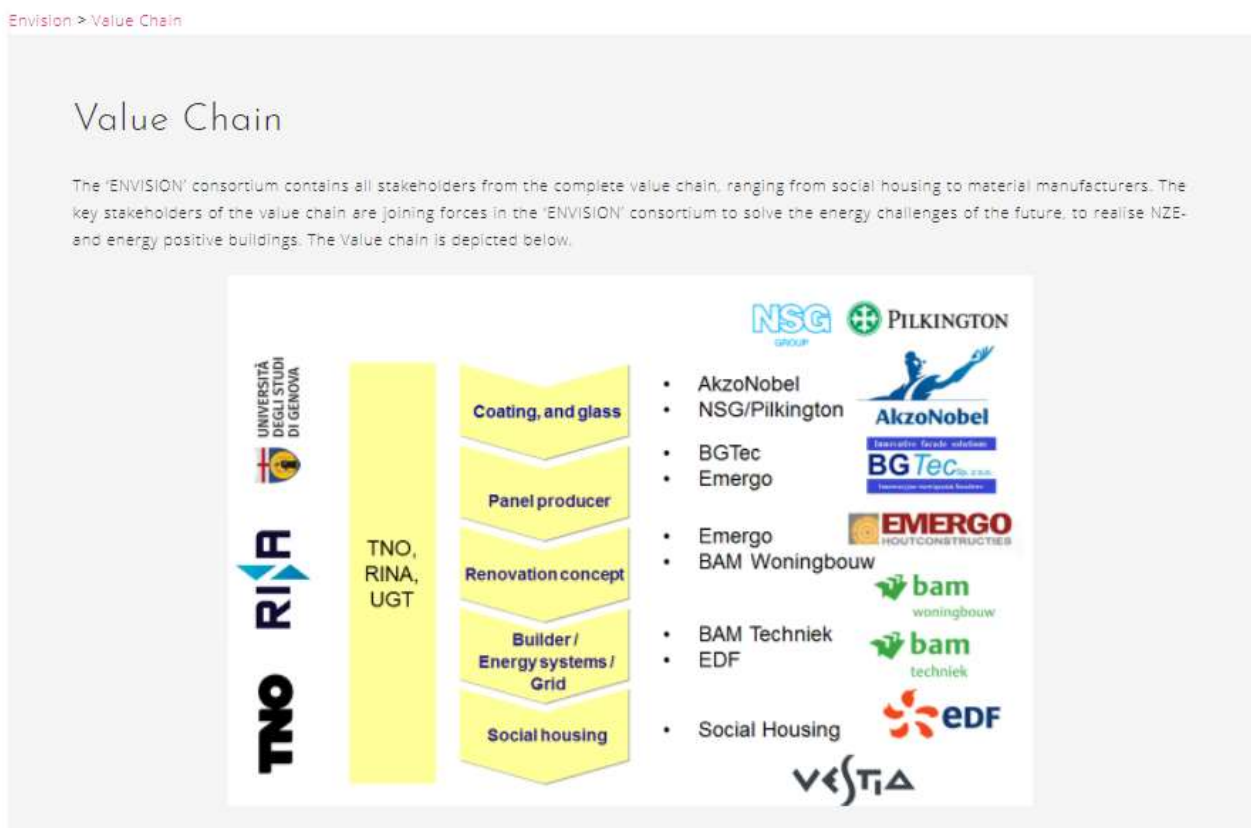 Envision > Value Chain
Value Chain
The 'ENVISION' consortium contains all stakeholders from the complete value chain, ranging from social housing to material manufacturers. The
key stakeholders of the value chain are joining forces in the 'ENVISION' consortium to solve the energy challenges of the future, to realise NZE-
and energy positive buildings. The Value chain is depicted below.
UNIVERSITÀ
DEGLI STUDI
DI GENOVA
RINA
TNO
TNO,
RINA,
UGT
Coating, and glass
Panel producer
Renovation concept
Builder /
Energy systems /
Grid
Social housing
• AkzoNobel
• NSG/Pilkington
• BGTec
• Emergo
• Emergo
• BAM Woningbouw
• BAM Techniek
• EDF
• Social Housing
NSG
GROUP
PILKINGTON
AkzoNobel
Innovative facade solutions
BGTec Sp. z o.o.
EMERGO
HOUTCONSTRUCTIES
bam
woningbouw
bam
techniek
eDF
VESTIA